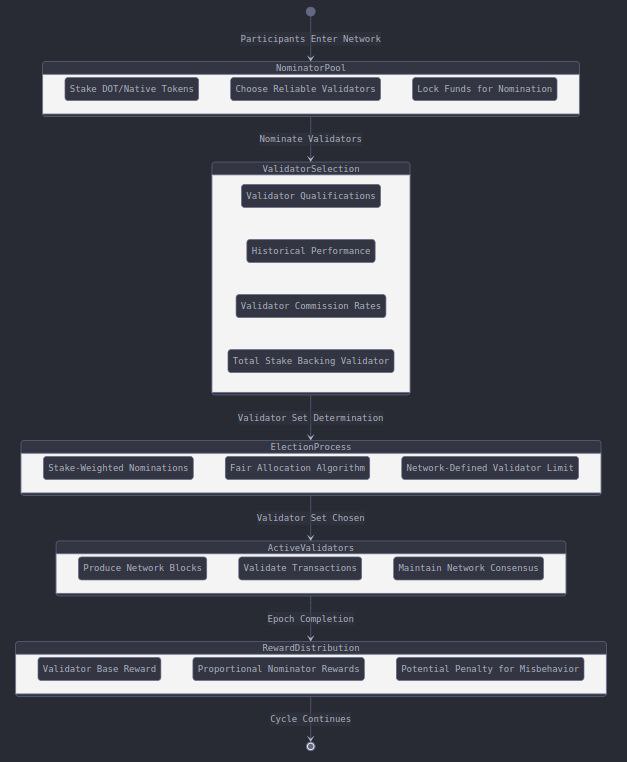 Participants Enter Network
NominatorPool
Stake DOT/Native Tokens
Choose Reliable Validators
Lock Funds for Nomination
Nominate Validators
ValidatorSelection
Validator Qualifications
Historical Performance
Validator Commission Rates
Total Stake Backing Validator
Validator Set Determination
ElectionProcess
Stake-Weighted Nominations
Fair Allocation Algorithm
Network-Defined Validator Limit
Validator Set Chosen
ActiveValidators
Produce Network Blocks
Validate Transactions
Maintain Network Consensus
Epoch Completion
RewardDistribution
Validator Base Reward
Proportional Nominator Rewards
Potential Penalty for Misbehavior
Cycle Continues